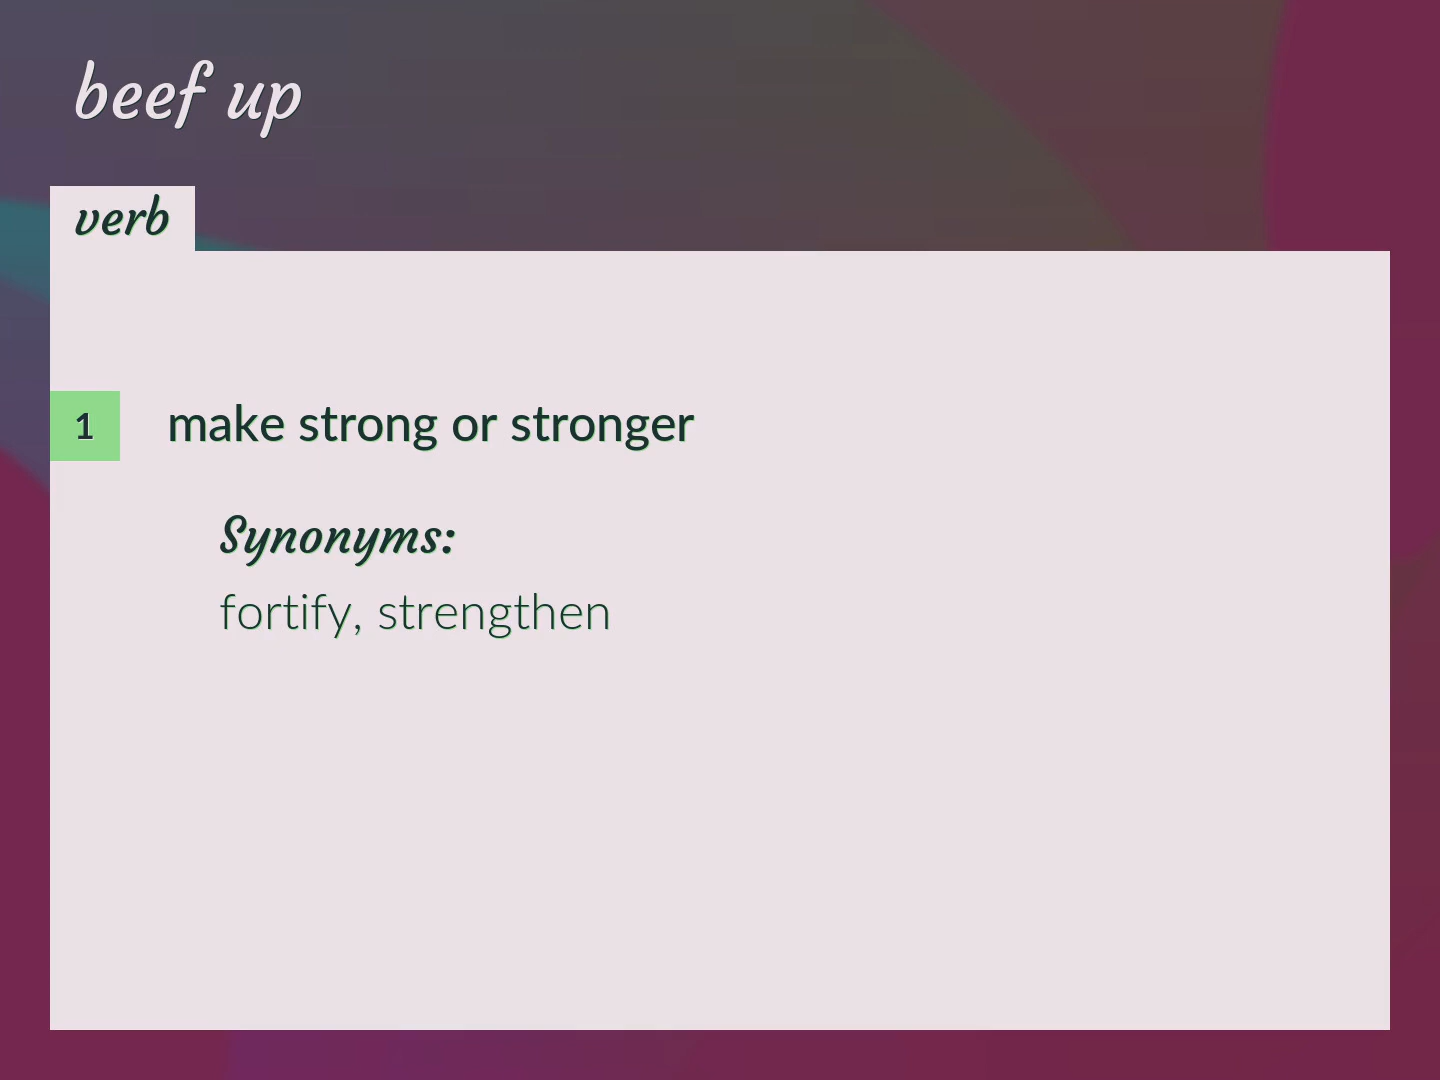 beef up
verb
1 make strong or stronger
Synonyms:
fortify, strengthen